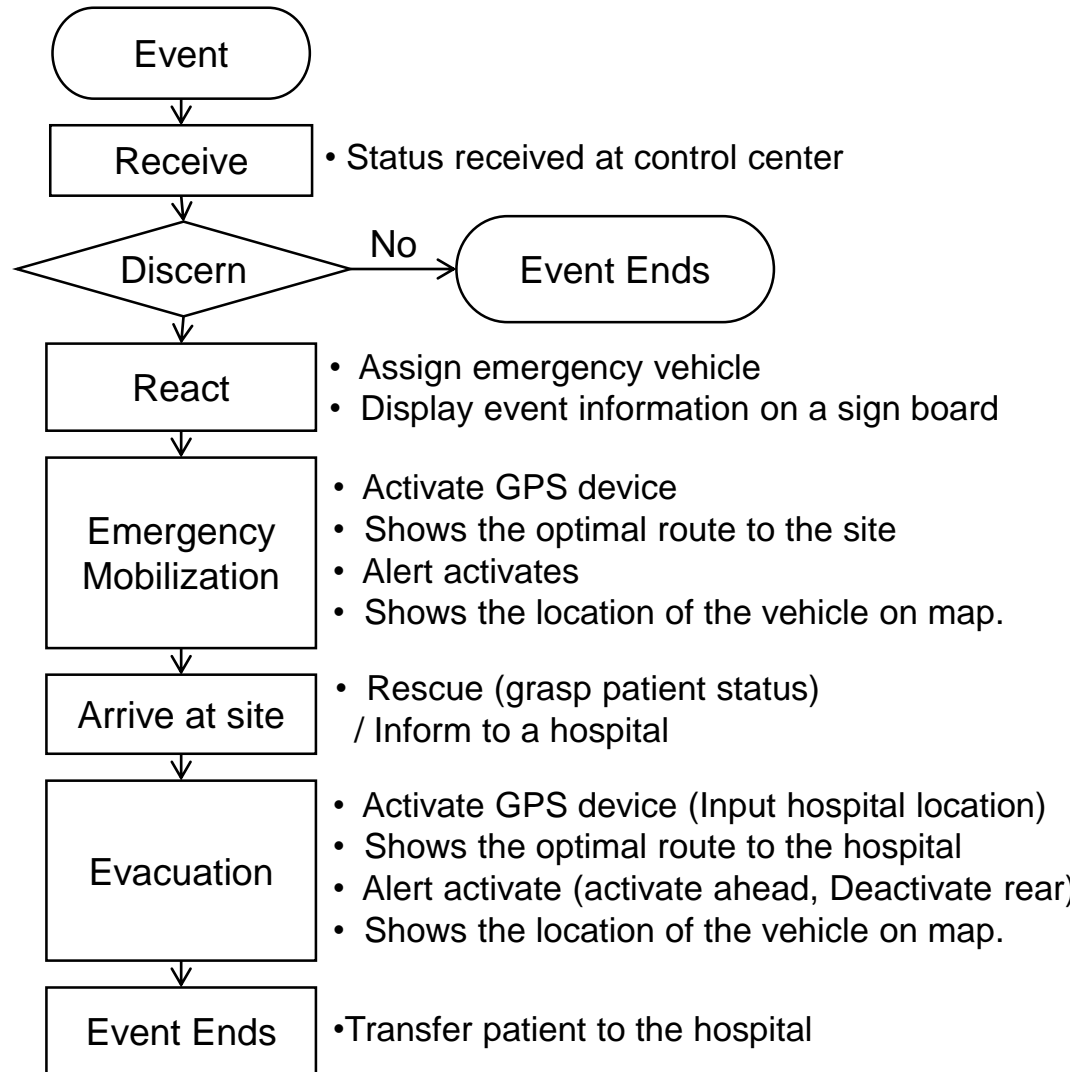 Event
Receive
• Status received at control center
Discern
No
Event Ends
React
• Assign emergency vehicle
• Display event information on a sign board
Emergency
Mobilization
• Activate GPS device
• Shows the optimal route to the site
• Alert activates
• Shows the location of the vehicle on map.
Arrive at site
• Rescue (grasp patient status)
/ Inform to a hospital
Evacuation
• Activate GPS device (Input hospital location)
• Shows the optimal route to the hospital
• Alert activate (activate ahead, Deactivate rear)
• Shows the location of the vehicle on map.
Event Ends
•Transfer patient to the hospital